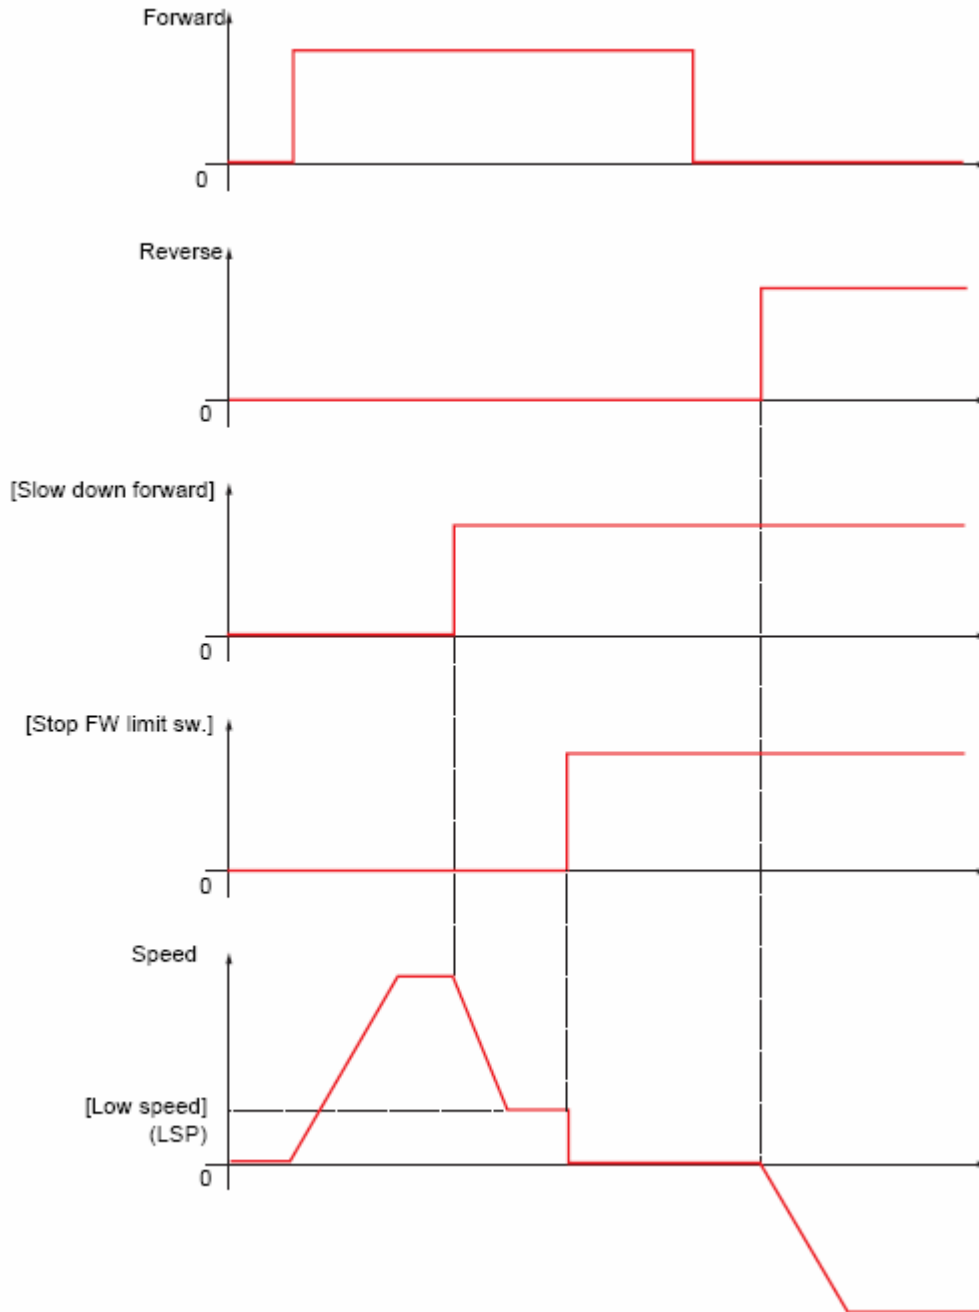 Forward
0
Reverse
0
[Slow down forward]
0
[Stop FW limit sw.]
0
Speed
[Low speed]
(LSP)
0